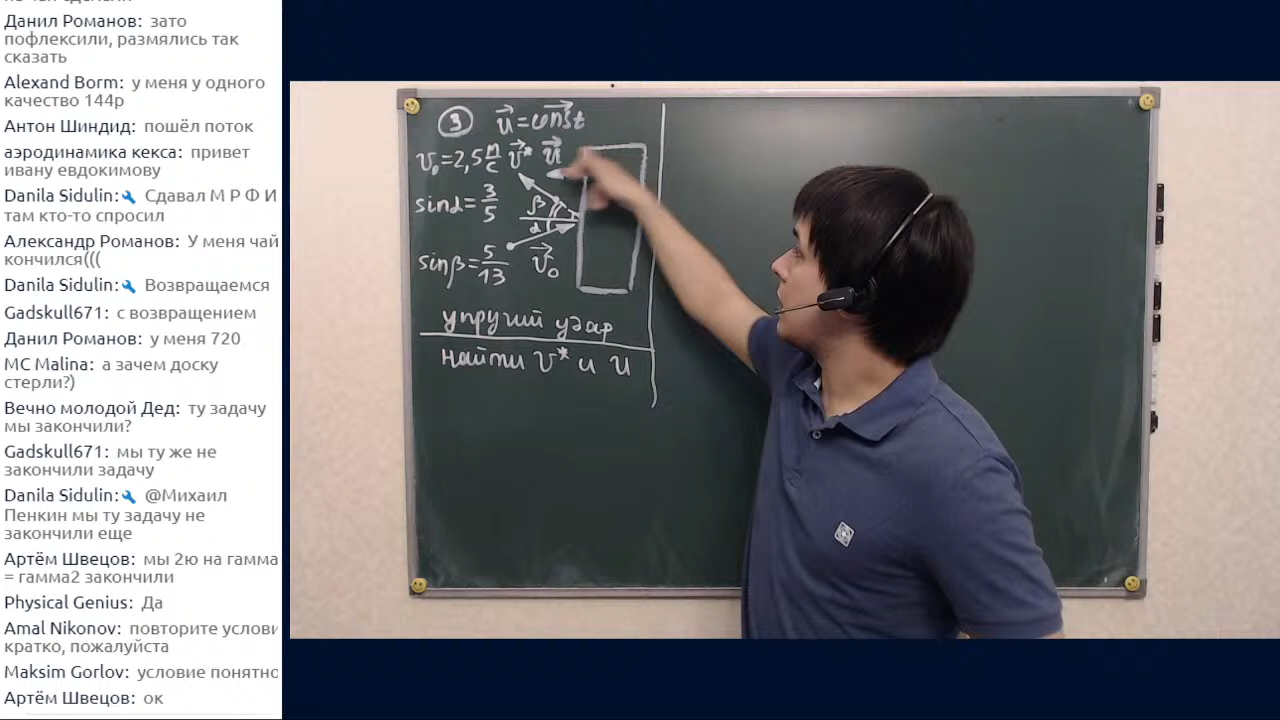 Данил Романов: зато
пофлексили, размялись так
сказать
Alexand Borm: у меня у одного
качество 144р
Антон Шиндид: пошёл поток
аэродинамика кекса: привет
ивану евдокимову
Danila Sidulin: Сдавал М Р Ф И
там кто-то спросил
Александр Романов: У меня чай
кончился(((
Danila Sidulin: Возвращаемся
Gadskull671: с возвращением
Данил Романов: у меня 720
MC Malina: а зачем доску
стерли?)
Вечно молодой Дед: ту задачу
мы закончили?
Gadskull671: мы ту же не
закончили задачу
Danila Sidulin: @Михаил
Пенкин мы ту задачу не
закончили еще
Артём Швецов: мы 2ю на гамма
= гамма2 закончили
Physical Genius: Да
Amal Nikonov: повторите услови
кратко, пожалуйста
Maksim Gorlov: условие понятно
Артём Швецов: ок
3 u⃗ = const⃗
v₀=2,5 м/с v⃗* u⃗
sinα= 3/5 β
α
sinβ= 5/13 v⃗₀
упругий удар
найти v* и u